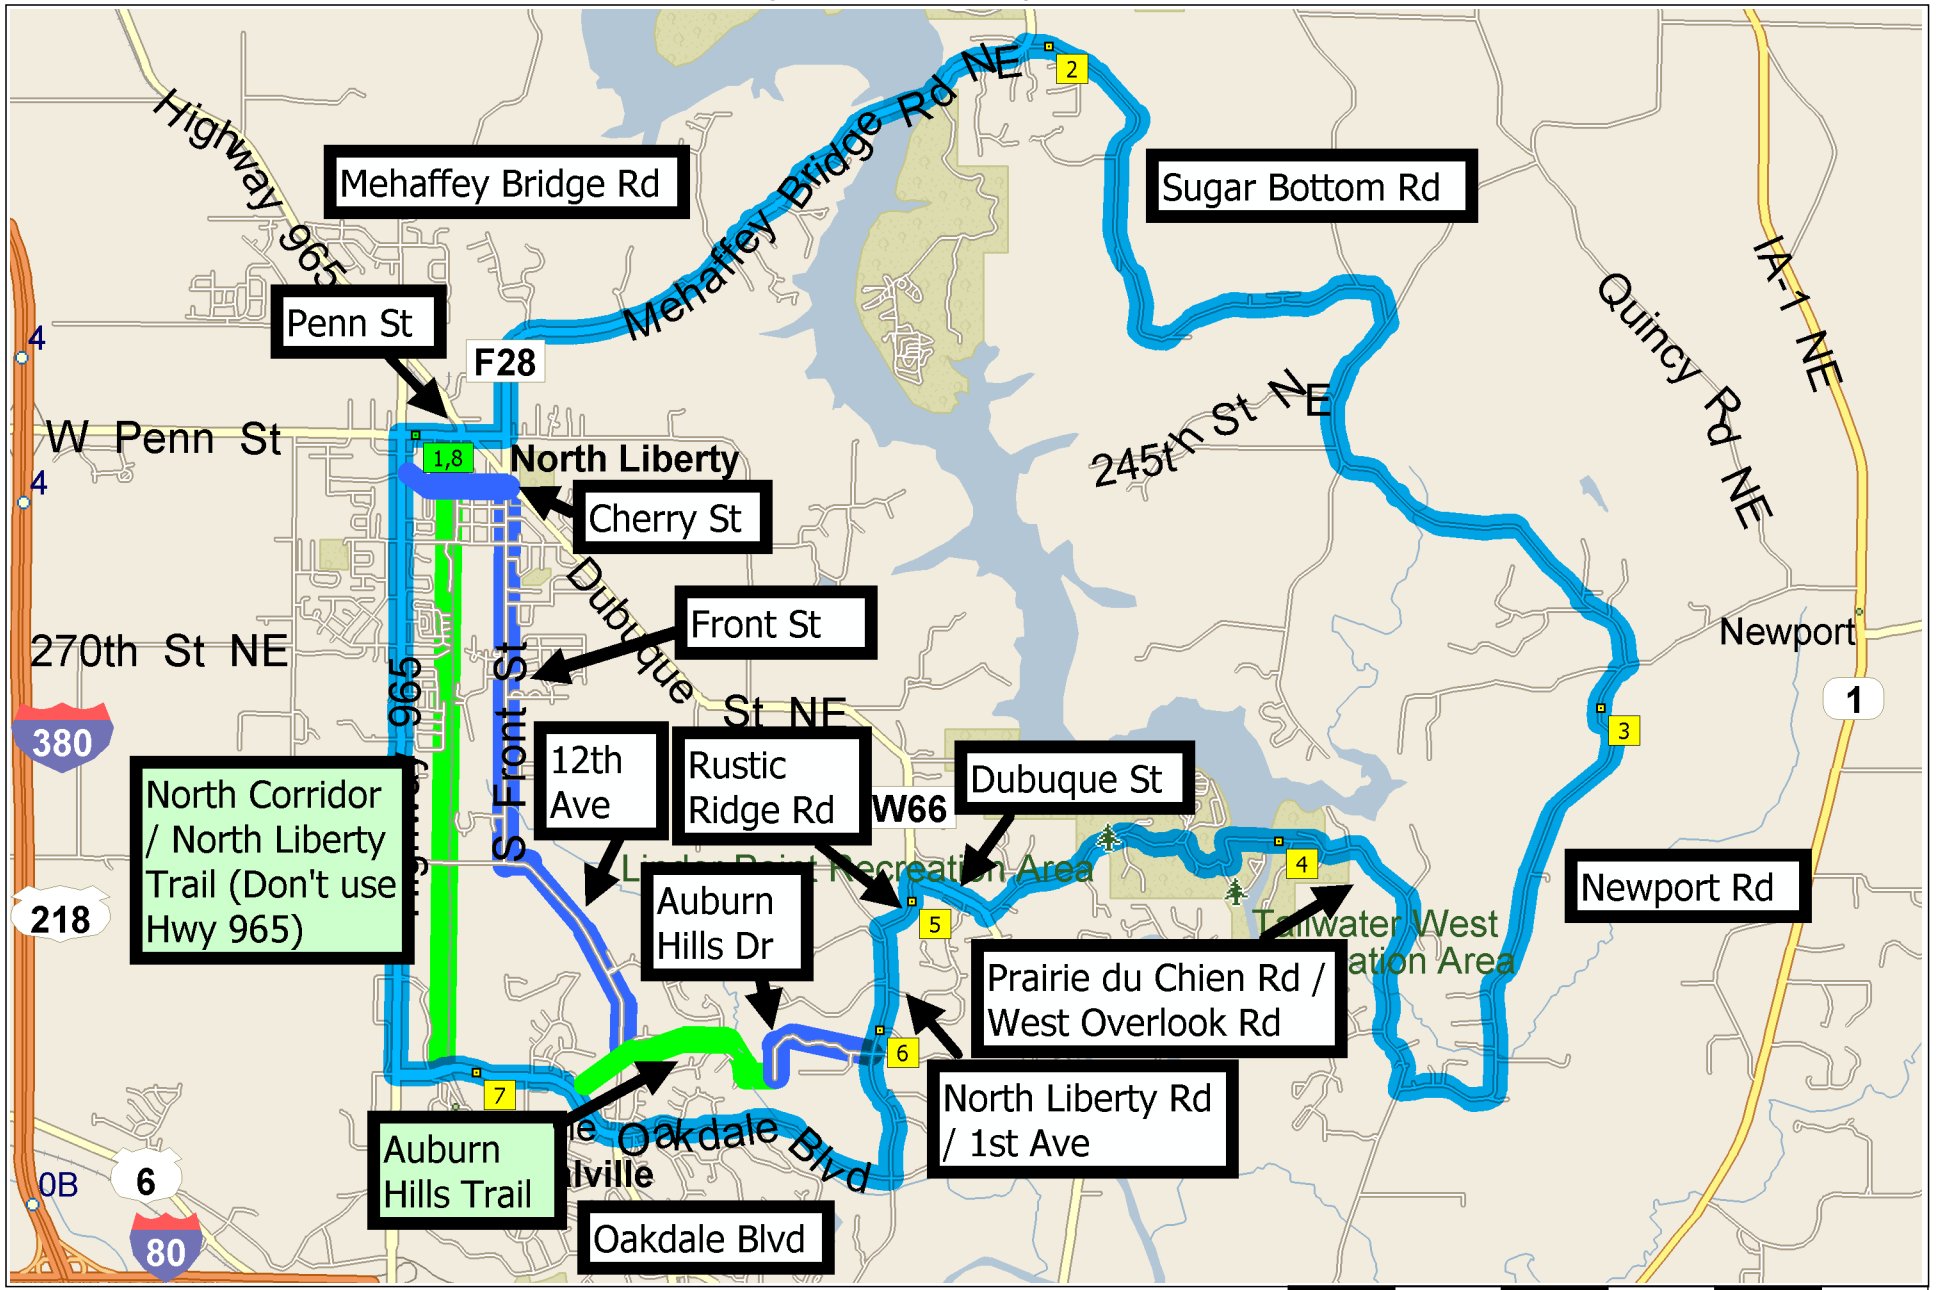 Mehaffey Bridge Rd NE
2
Highway 965
Mehaffey Bridge Rd
Sugar Bottom Rd
IA-1 NE
Quincy Rd NE
Penn St
4
F28
W Penn St
1,8
North Liberty
245th St NE
4
Cherry St
Dubuque St NE
Front St
Newport
270th St NE
1
380
965
S Front St
3
12th
Ave
Rustic
Ridge Rd
W66
Dubuque St
North Corridor
/ North Liberty
Trail (Don't use
Hwy 965)
4
Newport Rd
218
Auburn
Hills Dr
5
Prairie du Chien Rd /
West Overlook Rd
6
North Liberty Rd
/ 1st Ave
7
Oakdale Blvd
Auburn
Hills Trail
6
0B
80
Oakdale Blvd